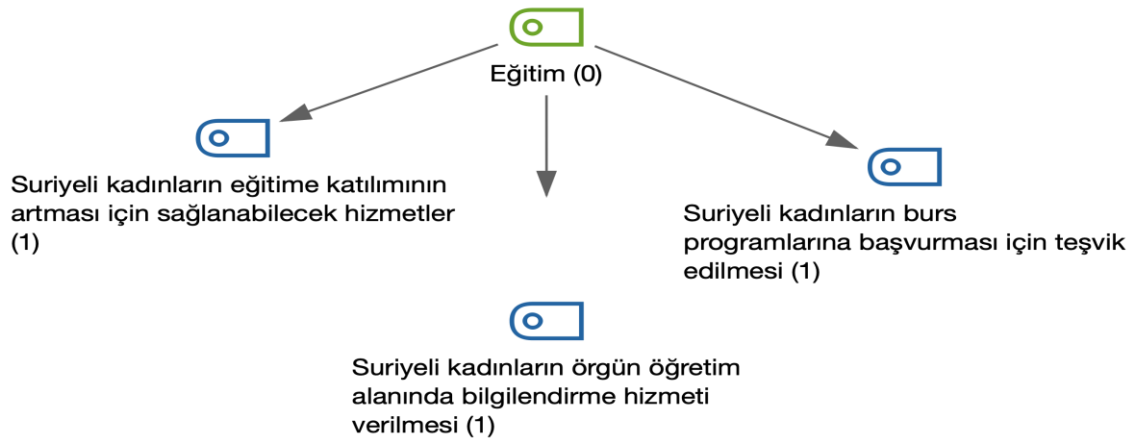 Eğitim (0)
Suriyeli kadınların eğitime katılımının
artması için sağlanabilecek hizmetler
(1)
Suriyeli kadınların burs
programlarına başvurması için teşvik
edilmesi (1)
Suriyeli kadınların örgün öğretim
alanında bilgilendirme hizmeti
verilmesi (1)